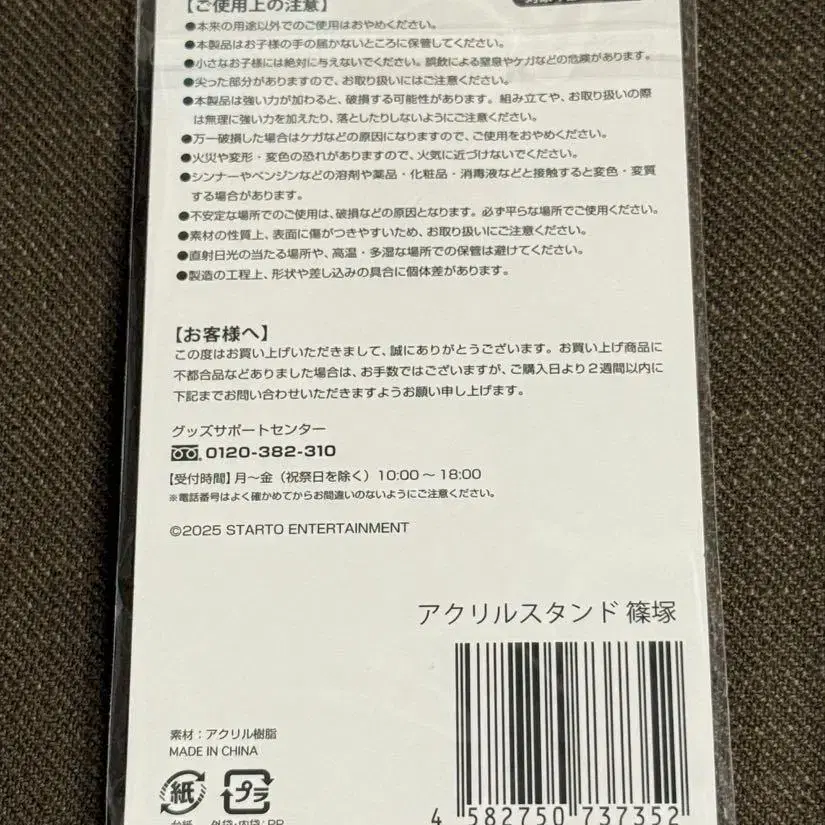 【ご使用上の注意】
●本来の用途以外でのご使用はおやめください。
●本製品はお子様の手の届かないところに保管してください。
●小さなお子様には絶対に与えないでください。誤飲による窒息やケガなどの危険があります。
●尖った部分がありますので、お取り扱いにはご注意ください。
●本製品は強い力が加わると、破損する可能性があります。組み立てや、お取り扱いの際
は無理に強い力を加えたり、落としたりしないようにご注意ください。
●万一破損した場合はケガなどの原因になりますので、ご使用をおやめください。
●火災や変形・変色の恐れがありますので、火気に近づけないでください。
●シンナーやベンジンなどの溶剤や薬品・化粧品・消毒液などと接触すると変色・変質
する場合があります。
●不安定な場所でのご使用は、破損などの原因となります。必ず平らな場所でご使用ください。
●素材の性質上、表面に傷がつきやすいため、お取り扱いにご注意ください。
●直射日光の当たる場所や、高温・多湿な場所での保管は避けてください。
●製造の工程上、形状や差し込みの具合に個体差があります。
【お客様へ】
この度はお買い上げいただきまして、誠にありがとうございます。お買い上げ商品に
不都合品などありました場合は、お手数ではございますが、ご購入日より2週間以内に
下記までお問い合わせいただきますようお願い申し上げます。
グッズサポートセンター
0120-382-310
【受付時間】月～金（祝祭日を除く）10:00～18:00
※電話番号はよく確かめてからお間違いのないようにご注意ください。
©2025 STARTO ENTERTAINMENT
アクリルスタンド 篠塚
素材：アクリル樹脂
MADE IN CHINA
紙 プラ
台紙 外袋・内袋:PP
4 582750 737352